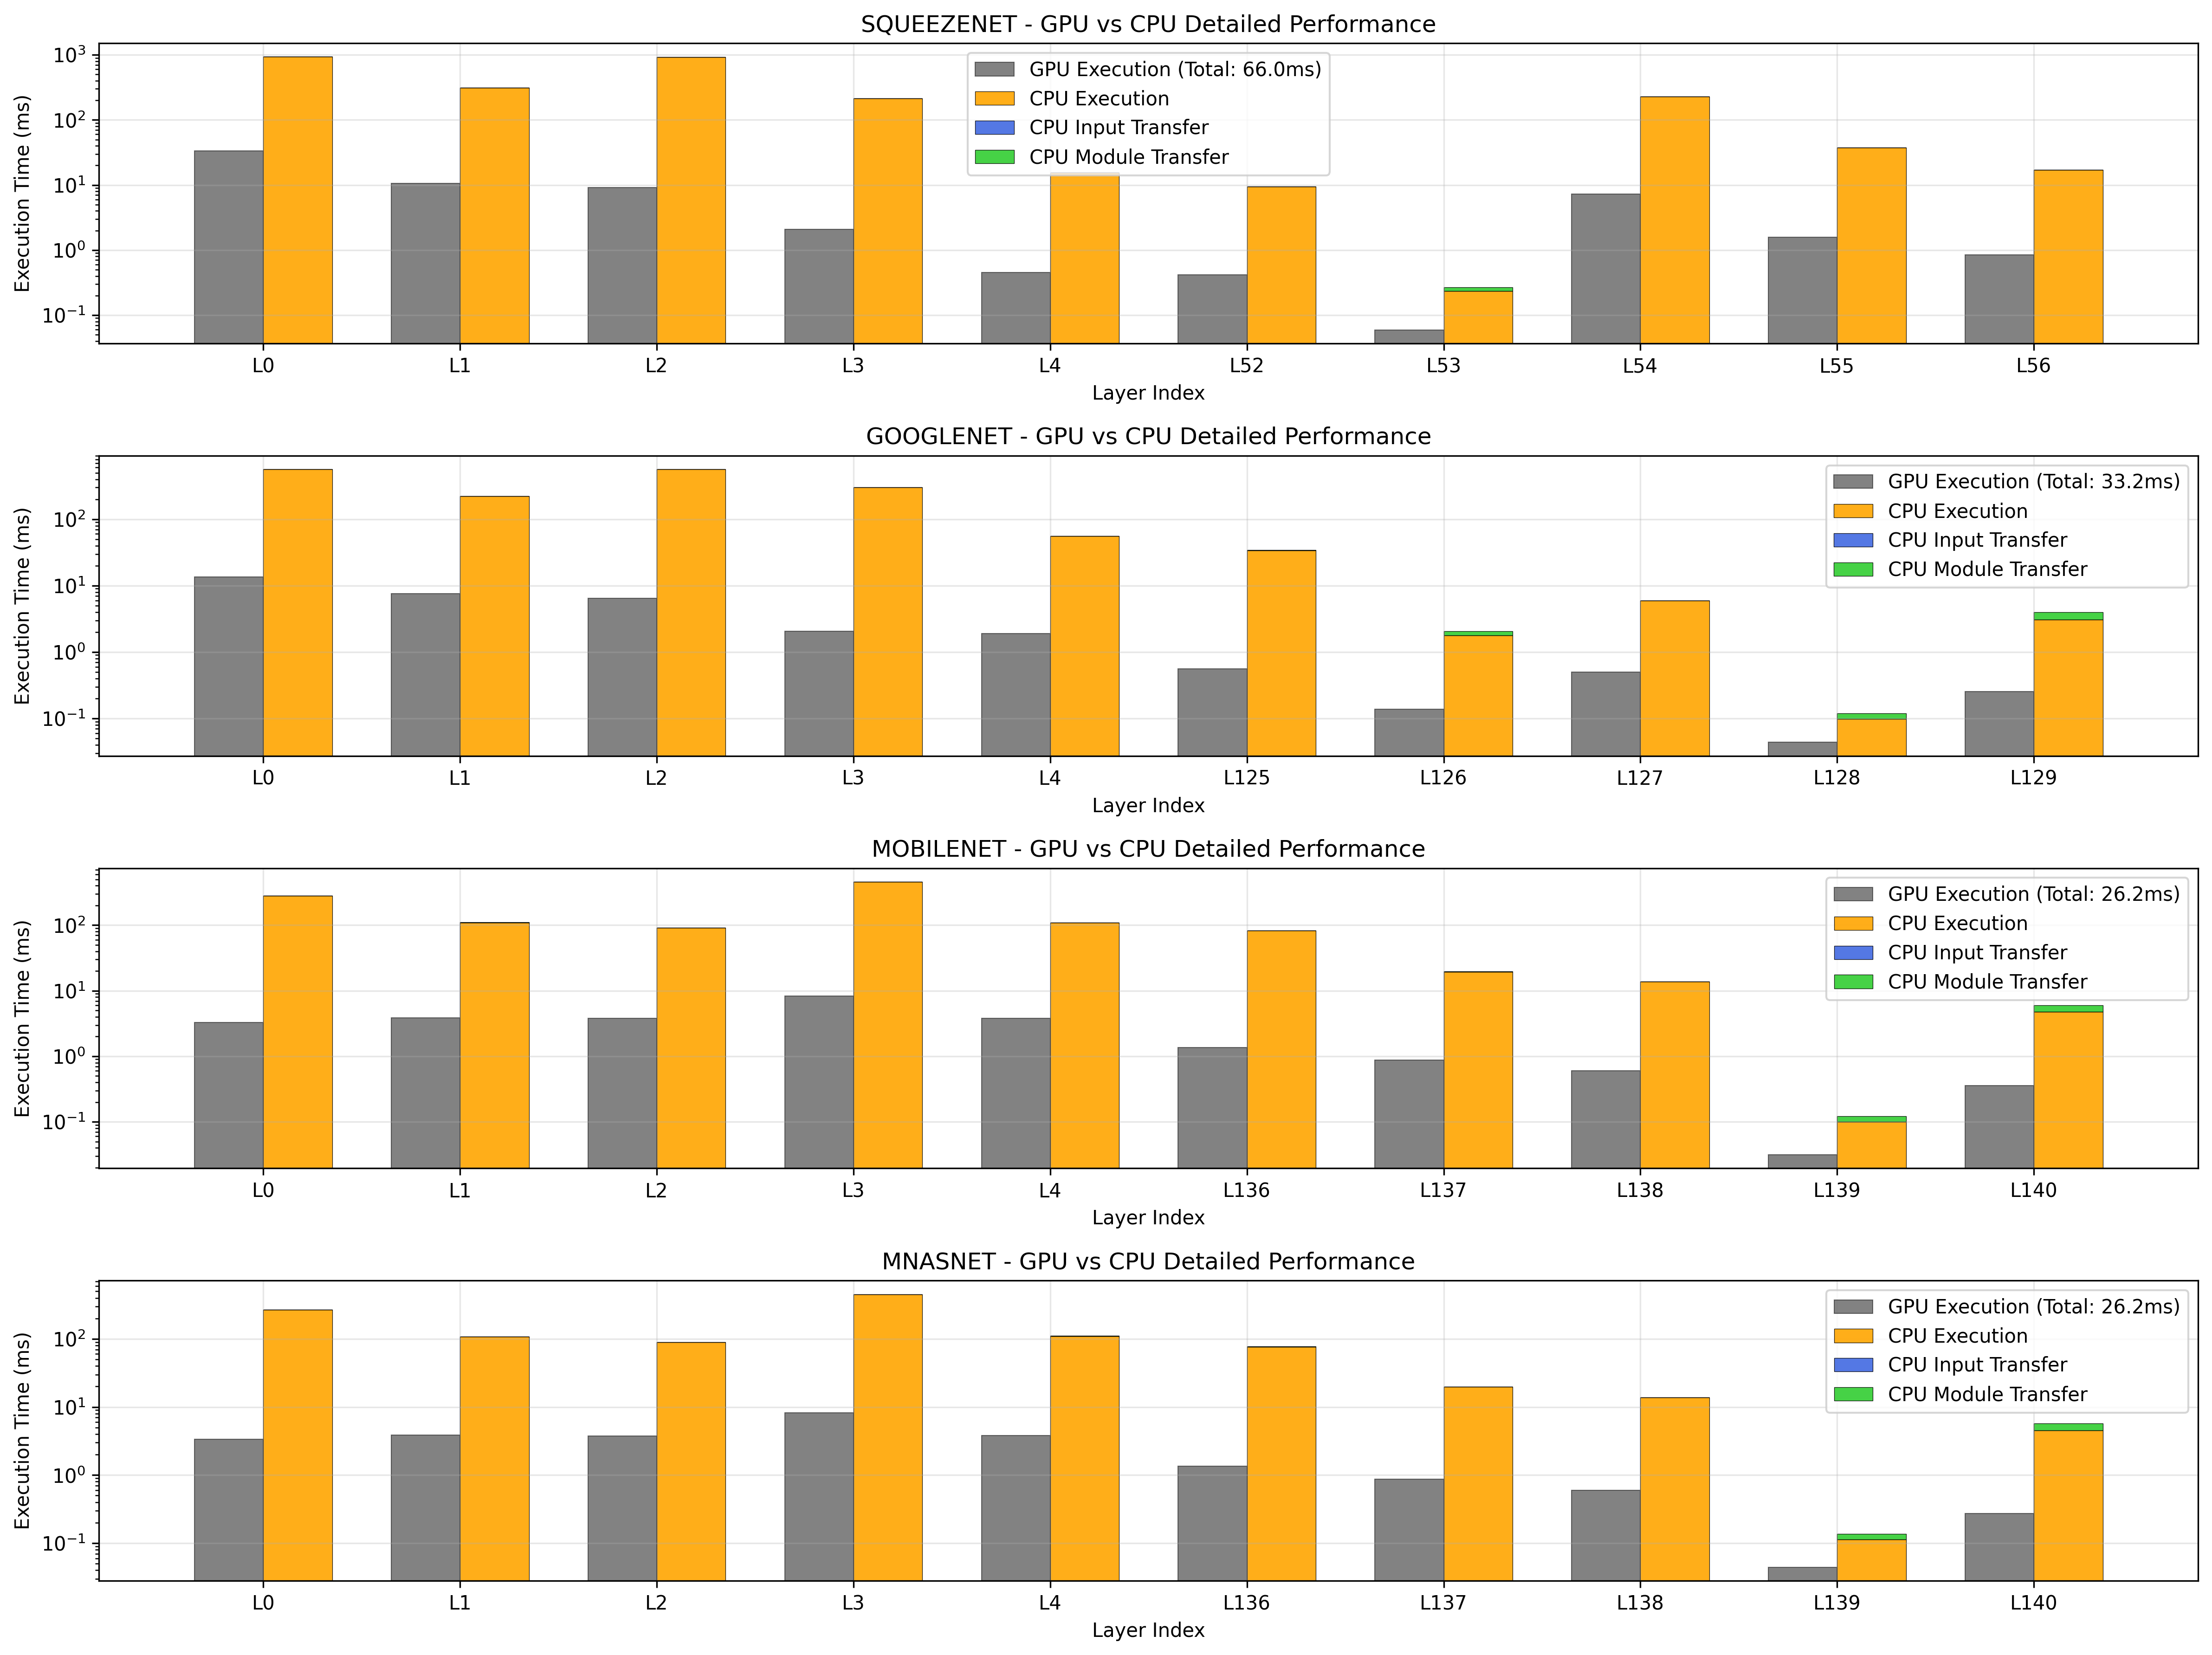 SQUEEZENET - GPU vs CPU Detailed Performance
Execution Time (ms)
10³
10²
10¹
10⁰
10⁻¹
GPU Execution (Total: 66.0ms)
CPU Execution
CPU Input Transfer
CPU Module Transfer
L0 L1 L2 L3 L4 L52 L53 L54 L55 L56
Layer Index
GOOGLENET - GPU vs CPU Detailed Performance
Execution Time (ms)
10²
10¹
10⁰
10⁻¹
GPU Execution (Total: 33.2ms)
CPU Execution
CPU Input Transfer
CPU Module Transfer
L0 L1 L2 L3 L4 L125 L126 L127 L128 L129
Layer Index
MOBILENET - GPU vs CPU Detailed Performance
Execution Time (ms)
10²
10¹
10⁰
10⁻¹
GPU Execution (Total: 26.2ms)
CPU Execution
CPU Input Transfer
CPU Module Transfer
L0 L1 L2 L3 L4 L136 L137 L138 L139 L140
Layer Index
MNASNET - GPU vs CPU Detailed Performance
Execution Time (ms)
10²
10¹
10⁰
10⁻¹
GPU Execution (Total: 26.2ms)
CPU Execution
CPU Input Transfer
CPU Module Transfer
L0 L1 L2 L3 L4 L136 L137 L138 L139 L140
Layer Index